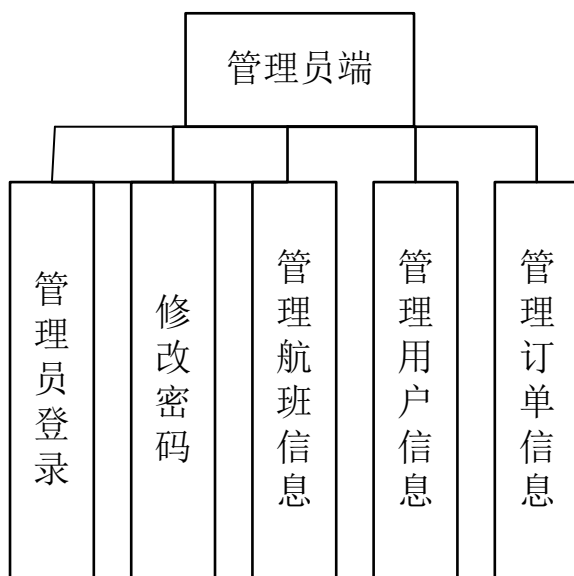 管理员端
管理员登录
修改密码
管理航班信息
管理用户信息
管理订单信息